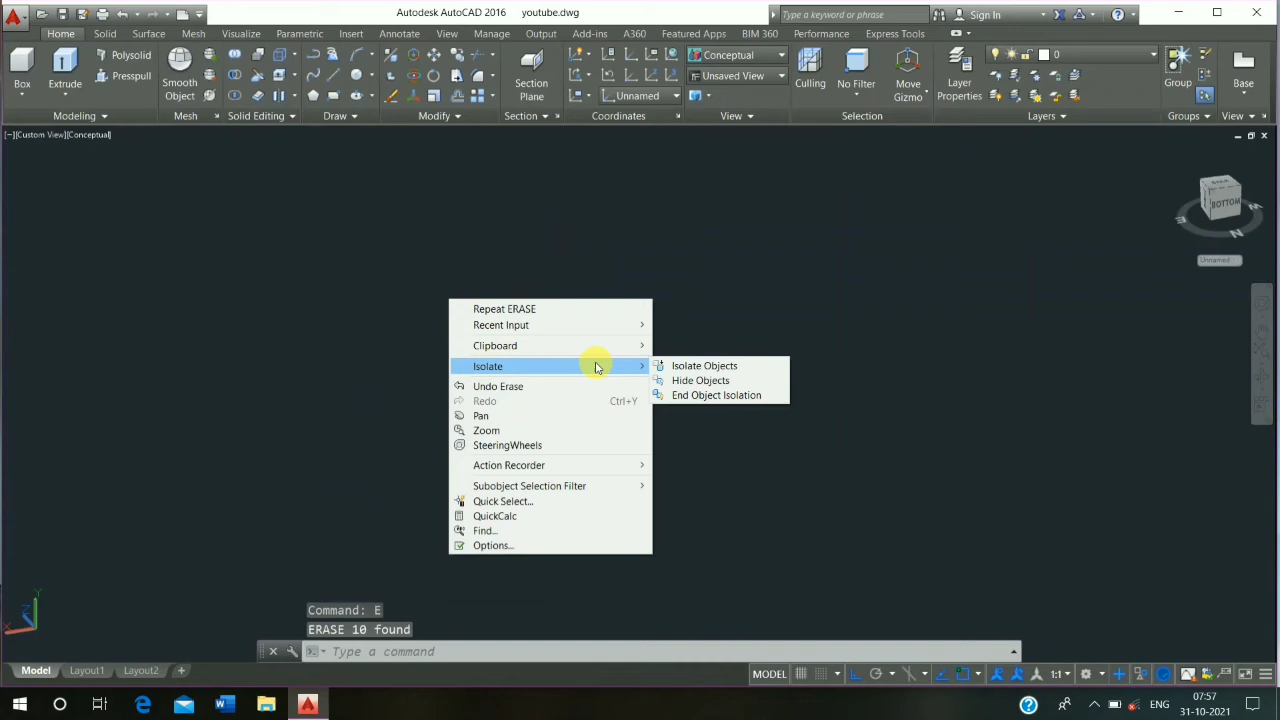 Autodesk AutoCAD 2016 youtube.dwg
Type a keyword or phrase
Sign In
Home Solid Surface Mesh Visualize Parametric Insert Annotate View Manage Output Add-ins A360 Featured Apps BIM 360 Performance Express Tools
Box
Extrude
Polysolid
Presspull
Smooth
Object
Section
Plane
Conceptual
Unsaved View
Unnamed
Culling
No Filter
Move
Gizmo
Layer
Properties
0
Group
Base
Modeling
Mesh
Solid Editing
Draw
Modify
Section
Coordinates
View
Selection
Layers
Groups
View
[−][Custom View][Conceptual]
BACK
BOTTOM
W
N
Unnamed
Repeat ERASE
Recent Input
Clipboard
Isolate
Undo Erase
Redo Ctrl+Y
Pan
Zoom
SteeringWheels
Action Recorder
Subobject Selection Filter
Quick Select...
QuickCalc
Find...
Options...
Isolate Objects
Hide Objects
End Object Isolation
Y
Z
X
Command: E
ERASE 10 found
Type a command
Model Layout1 Layout2
MODEL
1:1
ENG
07:57
31-10-2021